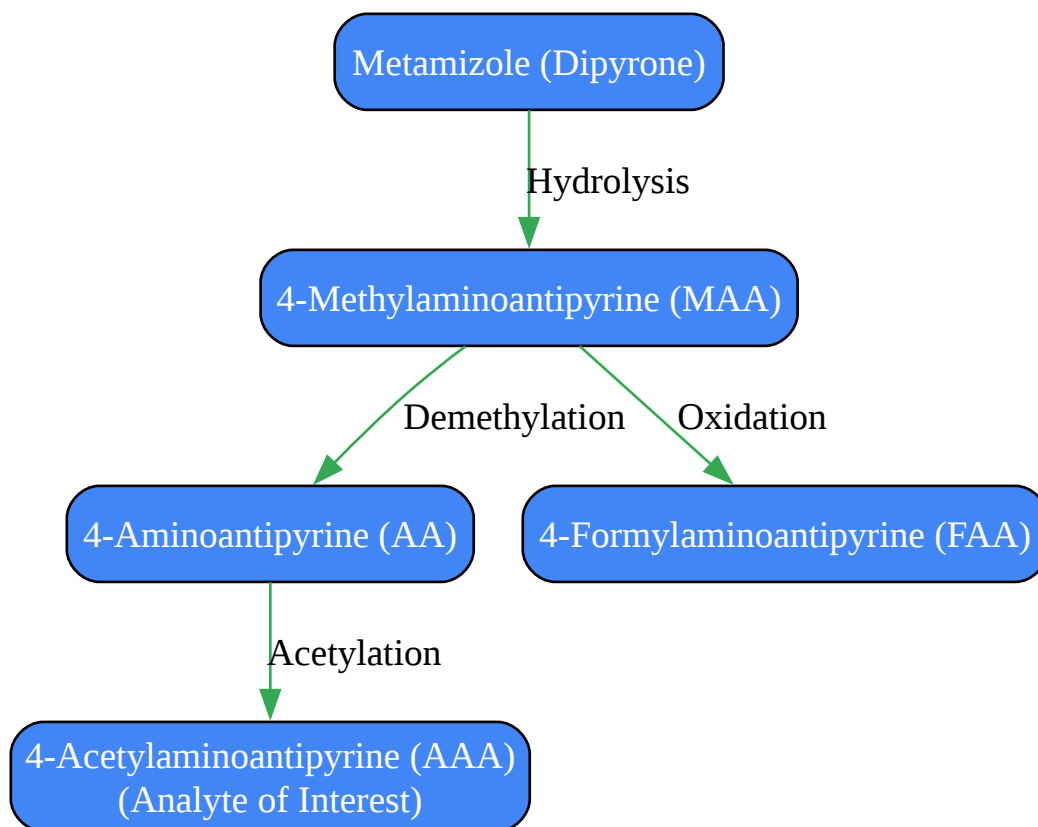 Metamizole (Dipyrone)
Hydrolysis
4-Methylaminoantipyrine (MAA)
Demethylation
Oxidation
4-Aminoantipyrine (AA)
4-Formylaminoantipyrine (FAA)
Acetylation
4-Acetylaminoantipyrine (AAA)
(Analyte of Interest)